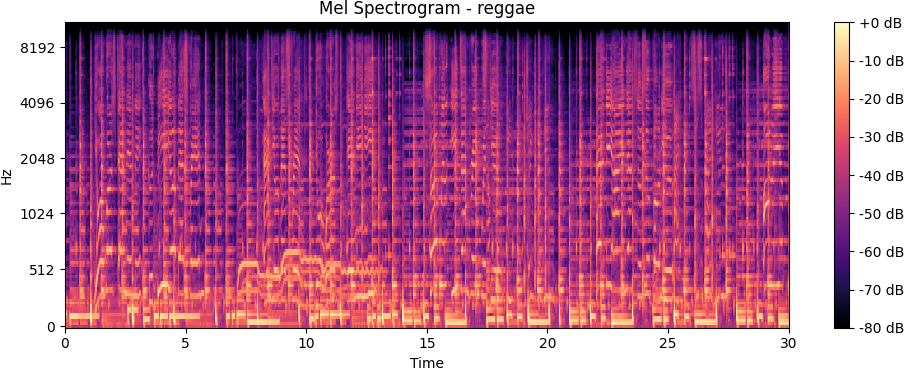 Mel Spectrogram - reggae
Hz
8192
4096
2048
1024
512
0
0 5 10 15 20 25 30
Time
+0 dB
-10 dB
-20 dB
-30 dB
-40 dB
-50 dB
-60 dB
-70 dB
-80 dB